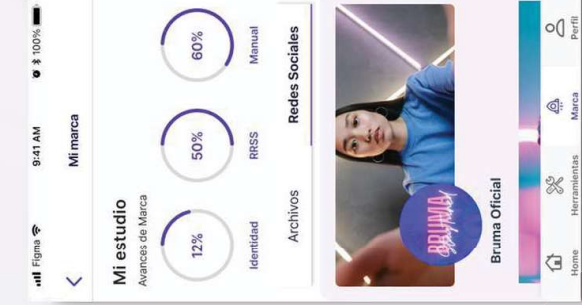 Figma 9:41 AM 100%
Mi marca
Mi estudio
Avances de Marca
12% 50% 60%
Identidad RRSS Manual
Archivos Redes Sociales
BRUMA
Bruma Oficial
Home Herramientas Marca Perfil